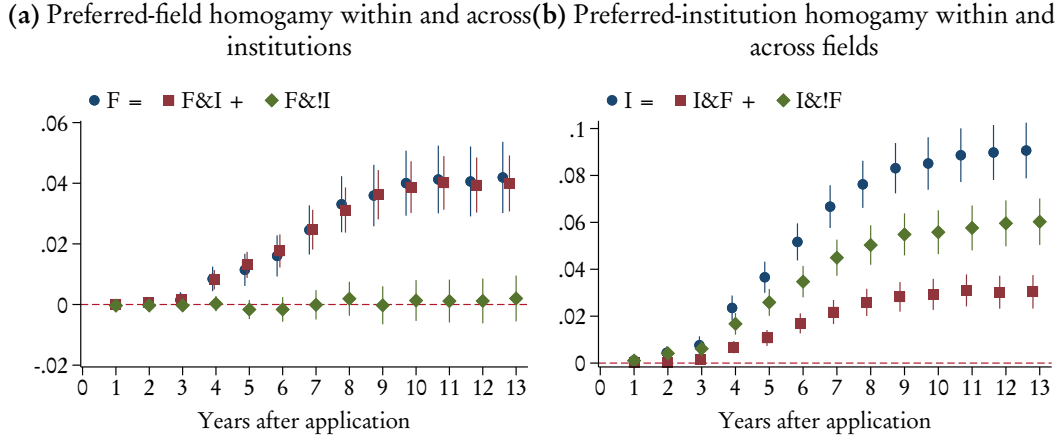 (a) Preferred-field homogamy within and across
institutions
F = F&I + F&!I
.06
.04
.02
0
-.02
0 1 2 3 4 5 6 7 8 9 10 11 12 13
Years after application
(b) Preferred-institution homogamy within and
across fields
I = I&F + I&!F
.1
.08
.06
.04
.02
0
0 1 2 3 4 5 6 7 8 9 10 11 12 13
Years after application